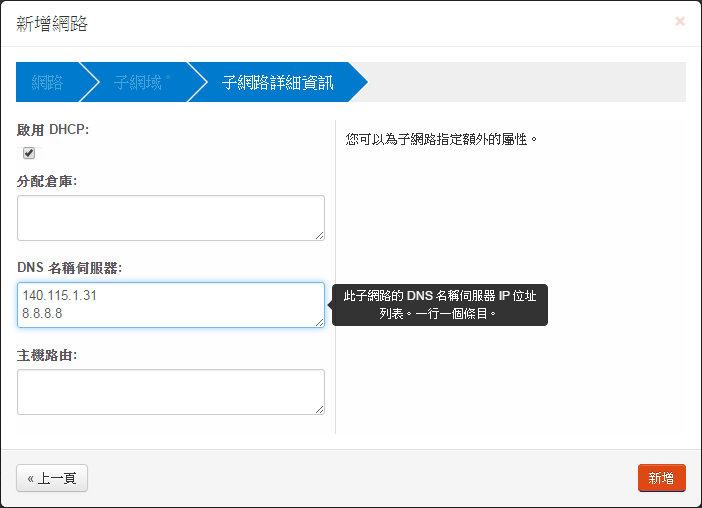 新增網路
×
網路
子網域 *
子網路詳細資訊
啟用 DHCP:
您可以為子網路指定額外的屬性。
分配倉庫:
DNS 名稱伺服器:
140.115.1.31
8.8.8.8
此子網路的 DNS 名稱伺服器 IP 位址
列表。一行一個條目。
主機路由:
« 上一頁
新增